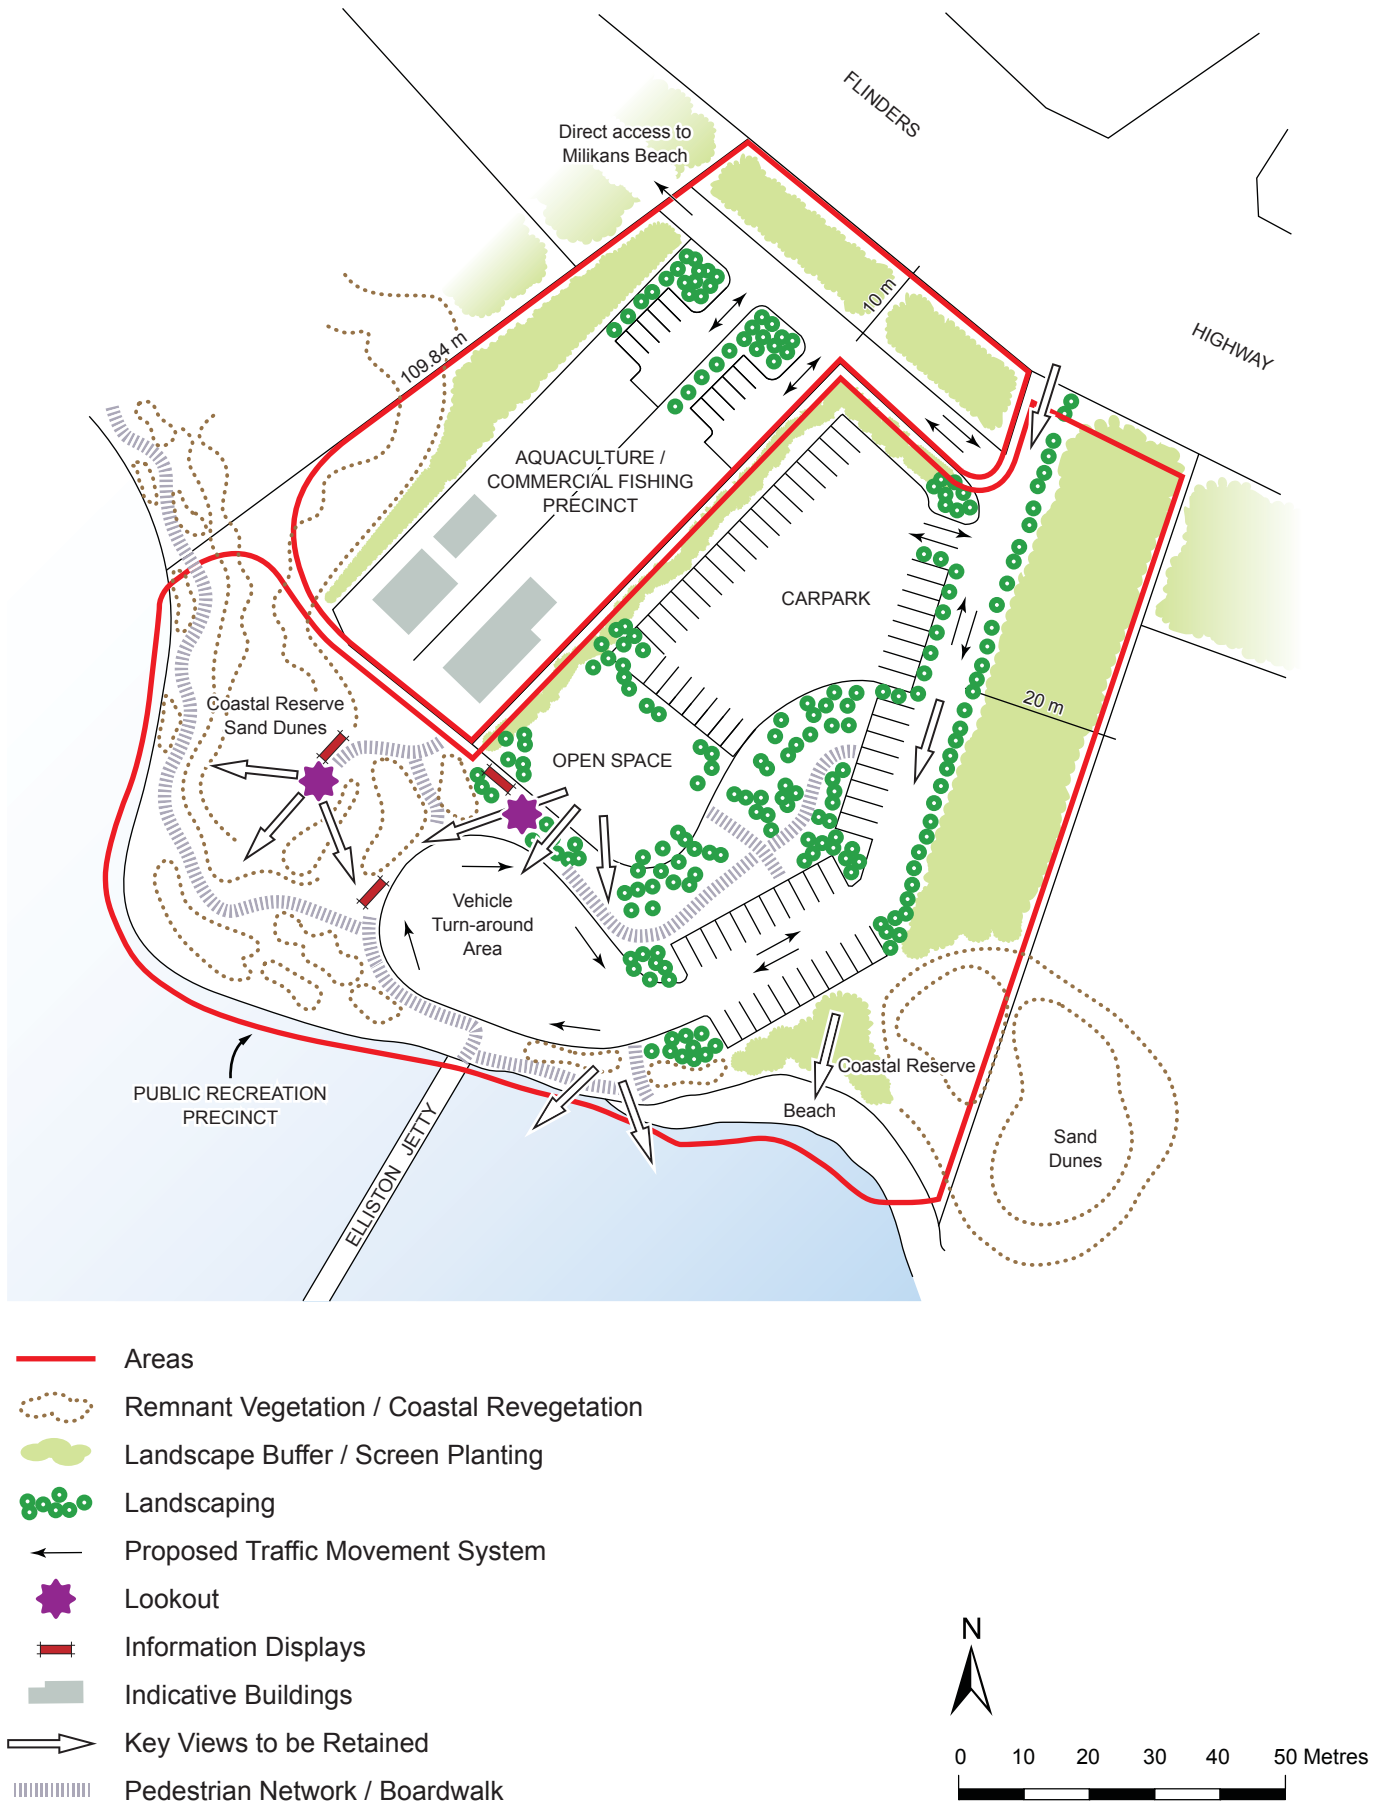 FLINDERS
Direct access to
Milikans Beach
10 m
HIGHWAY
109.84 m
AQUACULTURE /
COMMERCIAL FISHING
PRECINCT
CARPARK
20 m
Coastal Reserve
Sand Dunes
OPEN SPACE
Vehicle
Turn-around
Area
Coastal Reserve
PUBLIC RECREATION
PRECINCT
Beach
Sand
Dunes
ELLISTON JETTY
Areas
Remnant Vegetation / Coastal Revegetation
Landscape Buffer / Screen Planting
Landscaping
Proposed Traffic Movement System
Lookout
Information Displays
Indicative Buildings
Key Views to be Retained
Pedestrian Network / Boardwalk
N
0 10 20 30 40 50 Metres